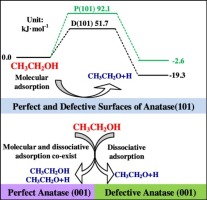 Unit:
kJ·mol⁻¹
P(101) 92.1
D(101) 51.7
0.0
-2.6
-19.3
CH₃CH₂OH
Molecular
adsorption
CH₃CH₂O+H
Perfect and Defective Surfaces of Anatase(101)
CH₃CH₂OH
Molecular and dissociative
adsorption co-exist
Dissociative
adsorption
CH₃CH₂OH
CH₃CH₂O+H
CH₃CH₂O+H
Perfect Anatase (001)
Defective Anatase (001)